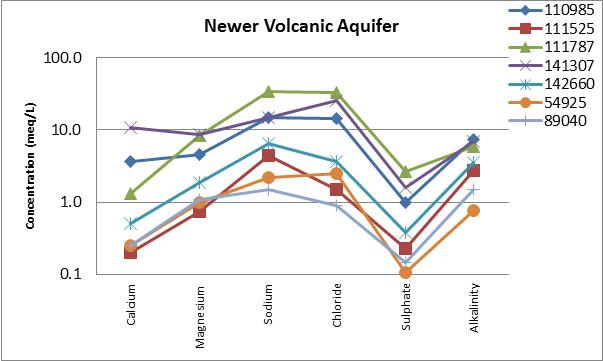 Newer Volcanic Aquifer
110985
111525
111787
141307
142660
54925
89040
Concentration (meq/L)
100.0
10.0
1.0
0.1
Calcium
Magnesium
Sodium
Chloride
Sulphate
Alkalinity